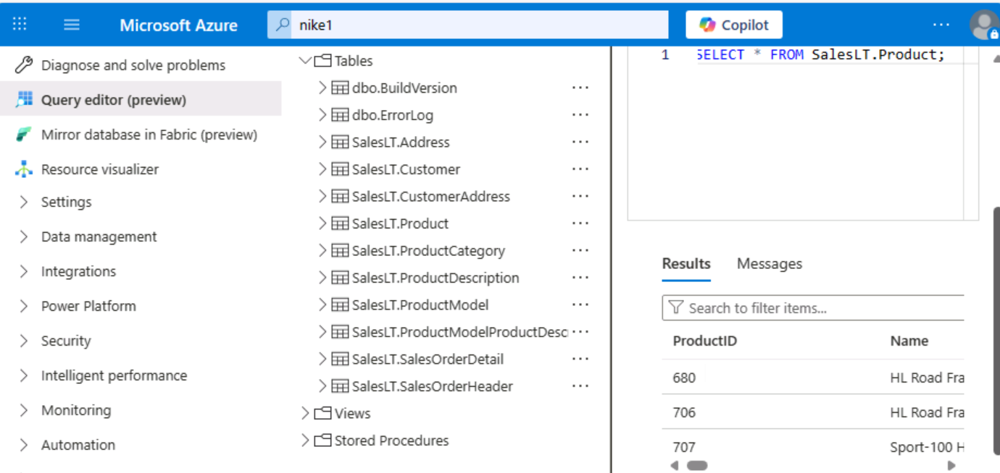 Microsoft Azure
nike1
Copilot
Diagnose and solve problems
Query editor (preview)
Mirror database in Fabric (preview)
Resource visualizer
Settings
Data management
Integrations
Power Platform
Security
Intelligent performance
Monitoring
Automation
Tables
dbo.BuildVersion
dbo.ErrorLog
SalesLT.Address
SalesLT.Customer
SalesLT.CustomerAddress
SalesLT.Product
SalesLT.ProductCategory
SalesLT.ProductDescription
SalesLT.ProductModel
SalesLT.ProductModelProductDesc
SalesLT.SalesOrderDetail
SalesLT.SalesOrderHeader
Views
Stored Procedures
1 SELECT * FROM SalesLT.Product;
Results Messages
Search to filter items...
ProductID Name
680 HL Road Fra
706 HL Road Fra
707 Sport-100 H